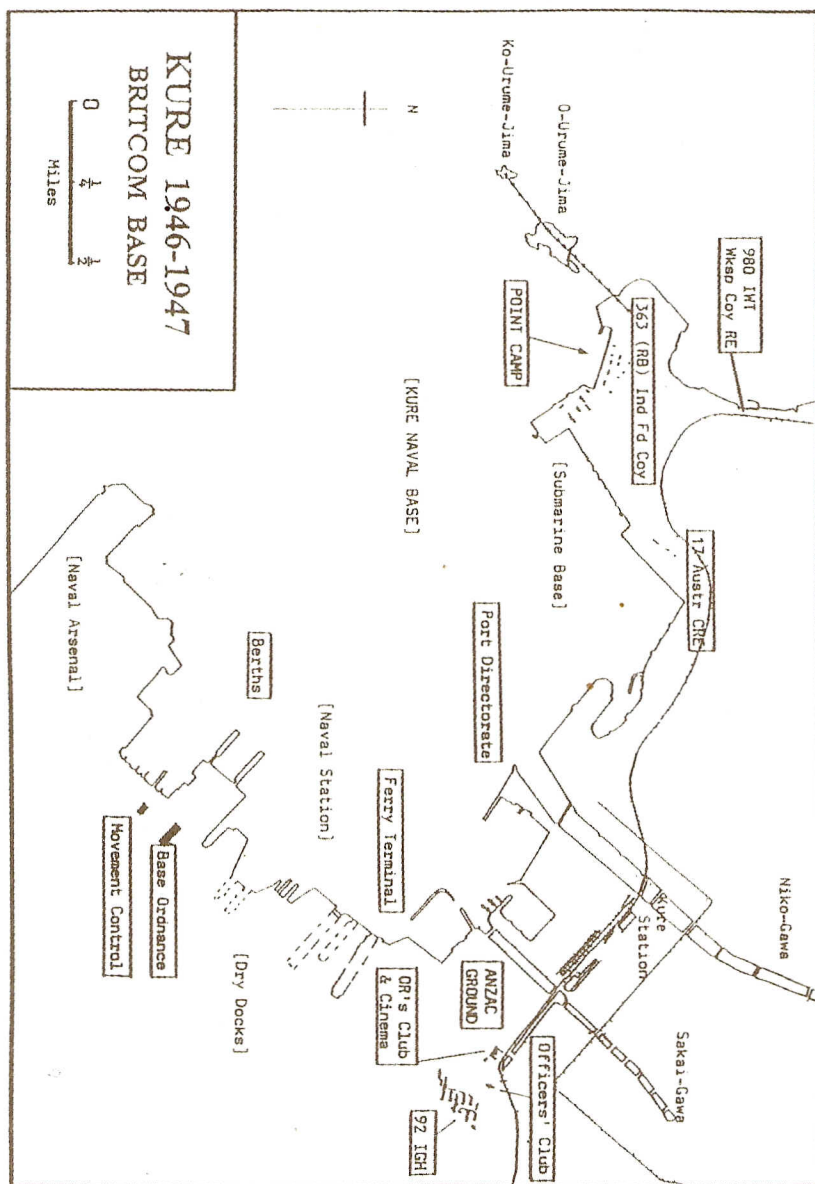 KURE 1946-1947
BRITCOM BASE
0 ¼ ½
Miles
N
Ko-Urume-Jima
O-Urume-Jima
980 IWT
Wksp Coy RE
363 (RB) Ind Fd Coy
POINT CAMP
[KURE NAVAL BASE]
[Submarine Base]
17 Austr CRE
Port Directorate
[Naval Arsenal]
Berths
[Naval Station]
Ferry Terminal
Movement Control
Base Ordnance
[Dry Docks]
OR's Club
& Cinema
ANZAC
GROUND
Kure
Station
Niko-Gawa
Sakai-Gawa
Officers' Club
92 IGH